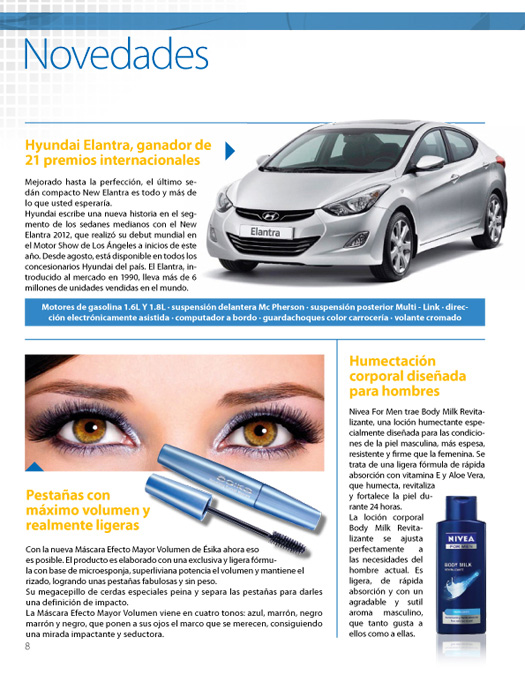 Novedades
Hyundai Elantra, ganador de
21 premios internacionales
Mejorado hasta la perfección, el último se-
dán compacto New Elantra es todo y más de
lo que usted esperaría.
Hyundai escribe una nueva historia en el seg-
mento de los sedanes medianos con el New
Elantra 2012, que realizó su debut mundial en
el Motor Show de Los Ángeles a inicios de este
año. Desde agosto, está disponible en todos los
concesionarios Hyundai del país. El Elantra, in-
troducido al mercado en 1990, lleva más de 6
millones de unidades vendidas en el mundo.
Elantra
Motores de gasolina 1.6L Y 1.8L · suspensión delantera Mc Pherson · suspensión posterior Multi - Link · direc-
ción electrónicamente asistida · computador a bordo · guardachoques color carrocería · volante cromado
Pestañas con
máximo volumen y
realmente ligeras
Con la nueva Máscara Efecto Mayor Volumen de Ésika ahora eso
es posible. El producto es elaborado con una exclusiva y ligera fórmu-
la con base de microesponja, superliviana potencia el volumen y mantiene el
rizado, logrando unas pestañas fabulosas y sin peso.
Su megacepillo de cerdas especiales peina y separa las pestañas para darles
una definición de impacto.
La Máscara Efecto Mayor Volumen viene en cuatro tonos: azul, marrón, negro
marrón y negro, que ponen a sus ojos el marco que se merecen, consiguiendo
una mirada impactante y seductora.
Humectación
corporal diseñada
para hombres
Nivea For Men trae Body Milk Revita-
lizante, una loción humectante espe-
cialmente diseñada para las condicio-
nes de la piel masculina, más espesa,
resistente y firme que la femenina. Se
trata de una ligera fórmula de rápida
absorción con vitamina E y Aloe Vera,
que humecta, revitaliza
y fortalece la piel du-
rante 24 horas.
La loción corporal
Body Milk Revita-
lizante se ajusta
perfectamente a
las necesidades del
hombre actual. Es
ligera, de rápida
absorción y con un
agradable y sutil
aroma masculino,
que tanto gusta a
ellos como a ellas.
NIVEA
FOR MEN
BODY MILK
8